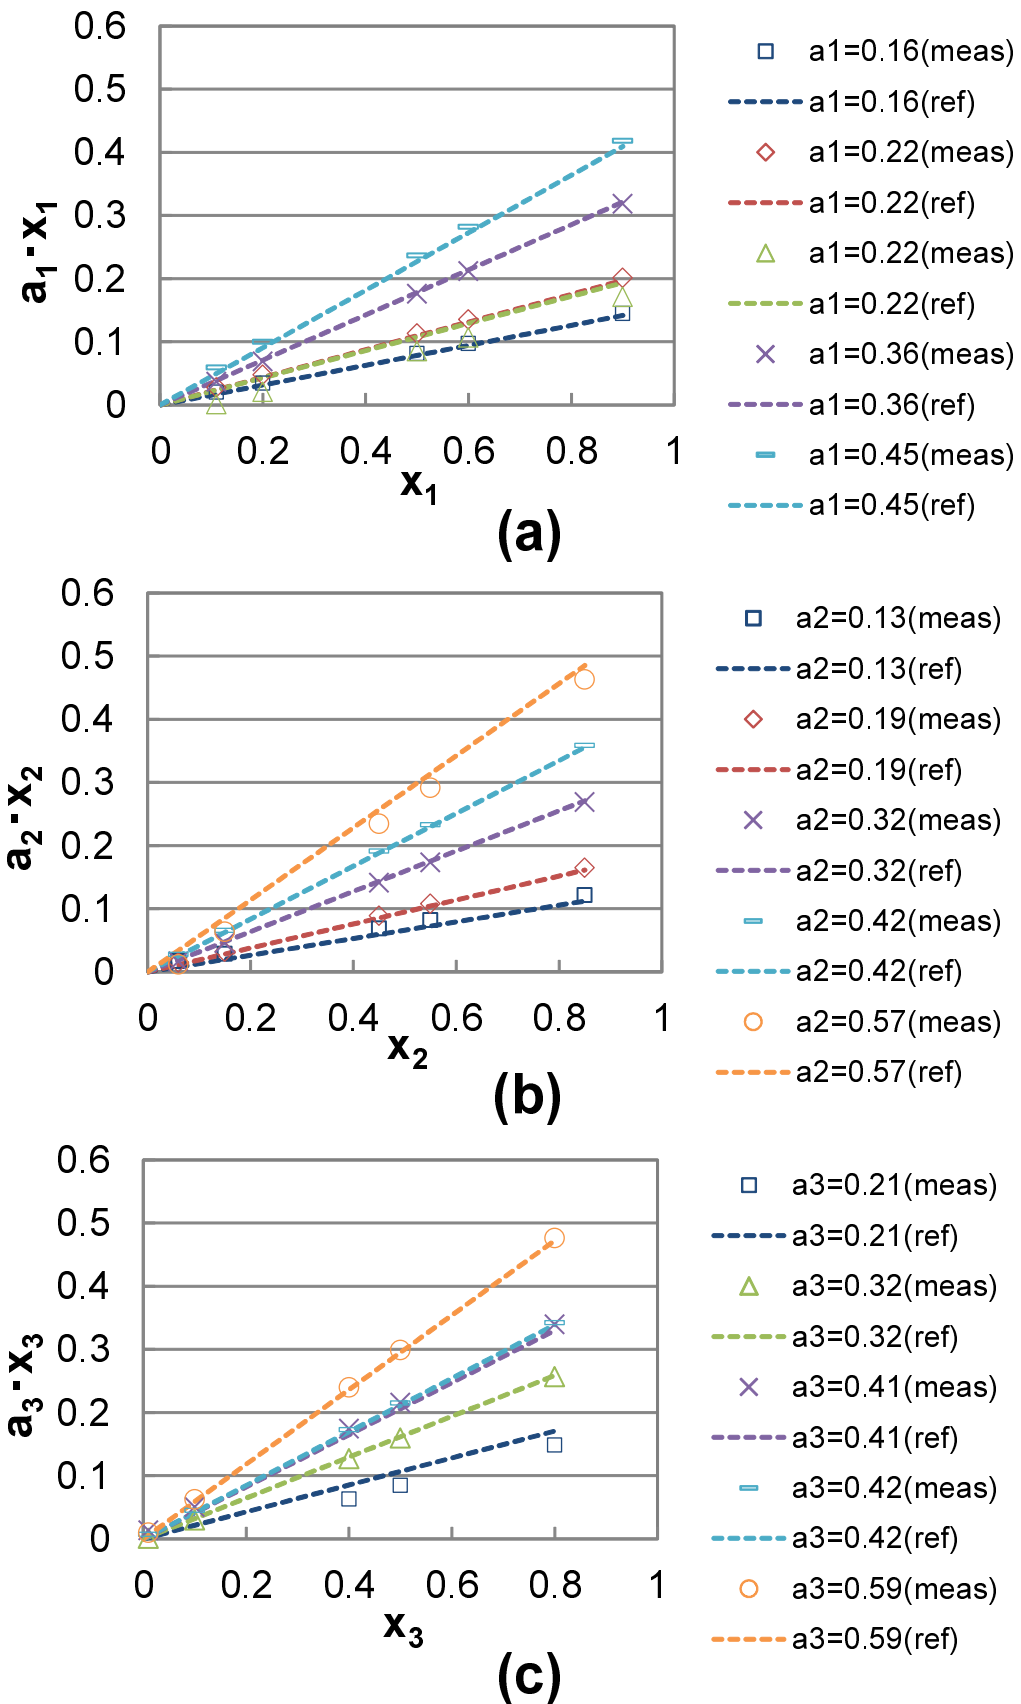 0.6
0.5
0.4
0.3
0.2
0.1
0
a1·x1
0 0.2 0.4 0.6 0.8 1
x1
(a)
a1=0.16(meas)
a1=0.16(ref)
a1=0.22(meas)
a1=0.22(ref)
a1=0.22(meas)
a1=0.22(ref)
a1=0.36(meas)
a1=0.36(ref)
a1=0.45(meas)
a1=0.45(ref)
0.6
0.5
0.4
0.3
0.2
0.1
0
a2·x2
0 0.2 0.4 0.6 0.8 1
x2
(b)
a2=0.13(meas)
a2=0.13(ref)
a2=0.19(meas)
a2=0.19(ref)
a2=0.32(meas)
a2=0.32(ref)
a2=0.42(meas)
a2=0.42(ref)
a2=0.57(meas)
a2=0.57(ref)
0.6
0.5
0.4
0.3
0.2
0.1
0
a3·x3
0 0.2 0.4 0.6 0.8 1
x3
(c)
a3=0.21(meas)
a3=0.21(ref)
a3=0.32(meas)
a3=0.32(ref)
a3=0.41(meas)
a3=0.41(ref)
a3=0.42(meas)
a3=0.42(ref)
a3=0.59(meas)
a3=0.59(ref)